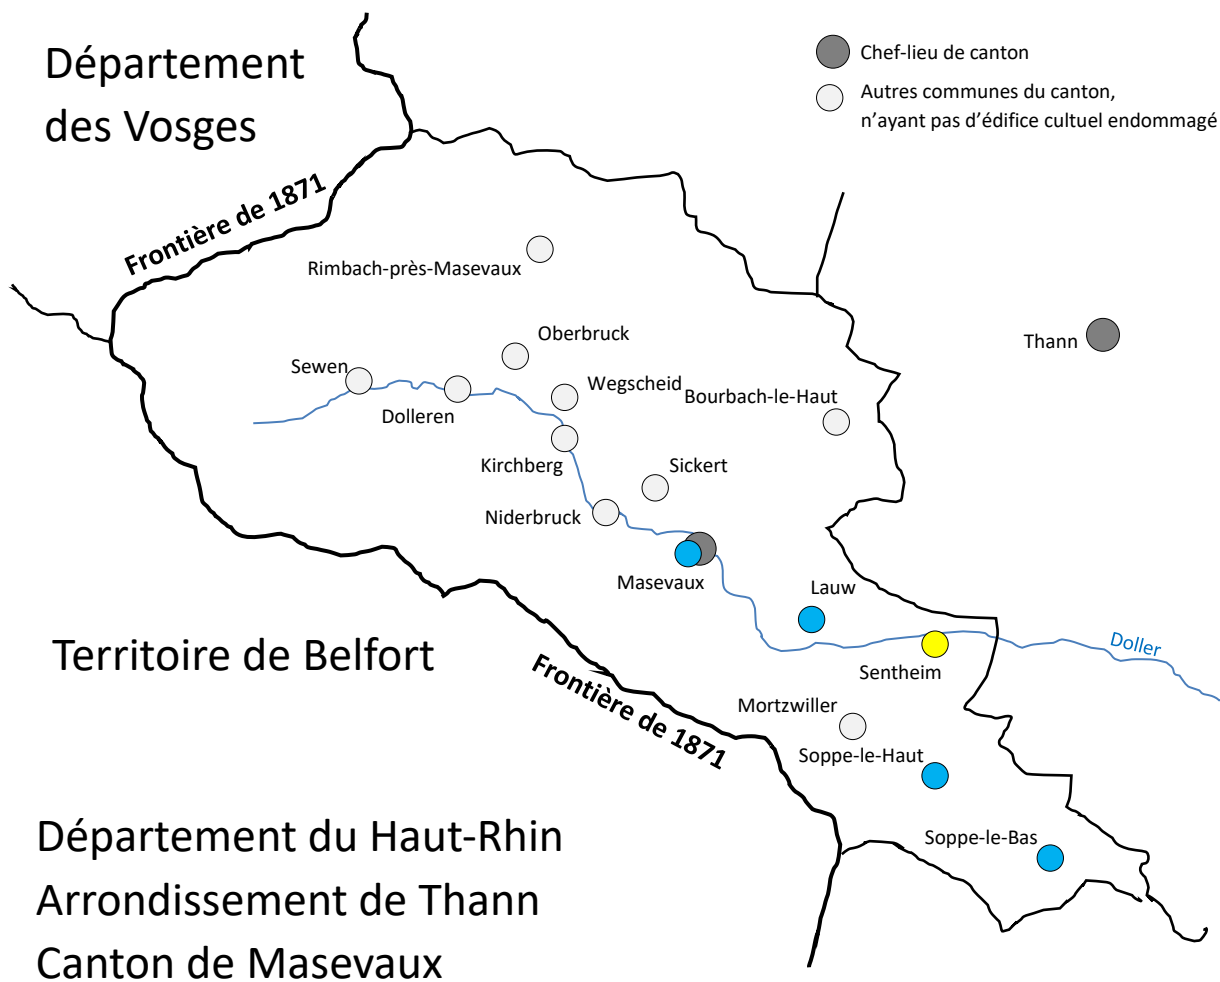 Département
des Vosges
Chef-lieu de canton
Autres communes du canton,
n’ayant pas d’édifice cultuel endommagé
Frontière de 1871
Rimbach-près-Masevaux
Oberbruck
Thann
Sewen
Wegscheid
Bourbach-le-Haut
Dolleren
Kirchberg
Sickert
Niderbruck
Masevaux
Lauw
Doller
Sentheim
Territoire de Belfort
Frontière de 1871
Mortzwiller
Soppe-le-Haut
Soppe-le-Bas
Département du Haut-Rhin
Arrondissement de Thann
Canton de Masevaux